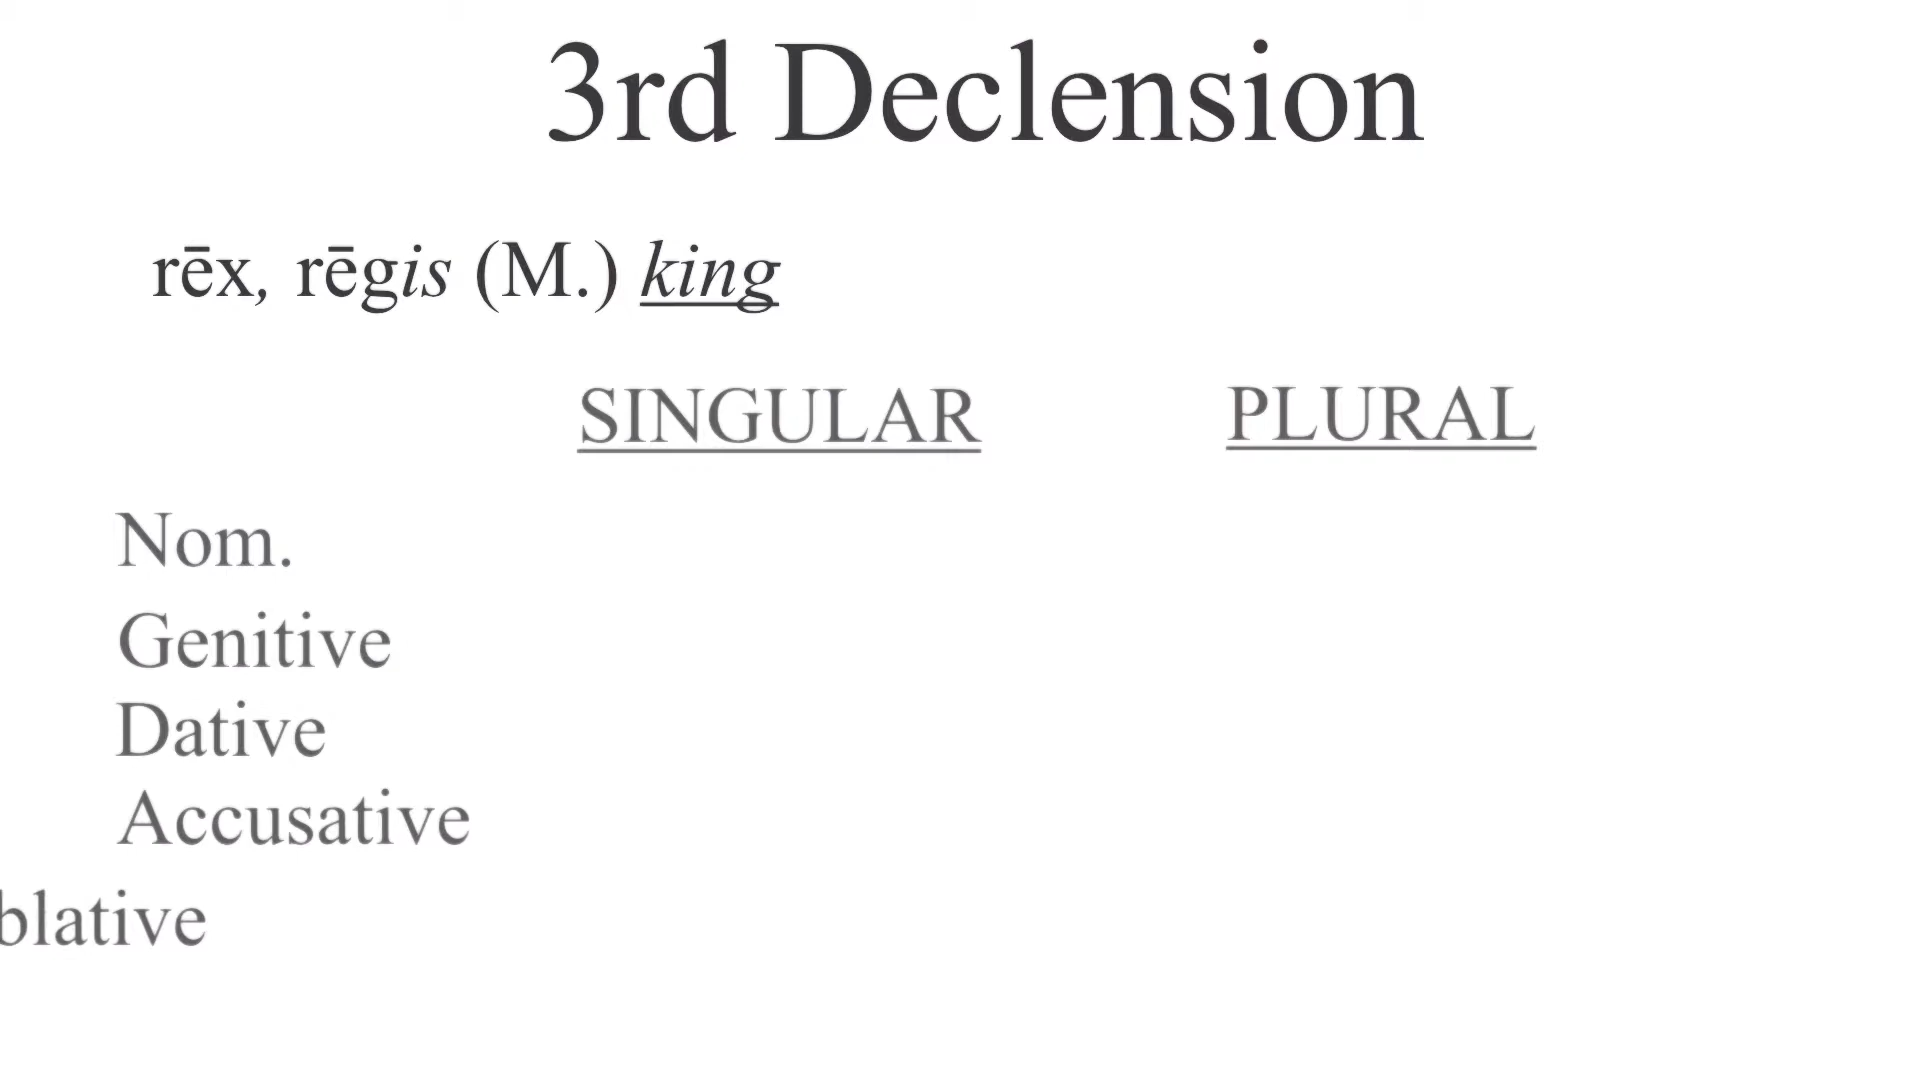 3rd Declension
rēx, rēgis (M.) king
SINGULAR PLURAL
Nom.
Genitive
Dative
Accusative
blative